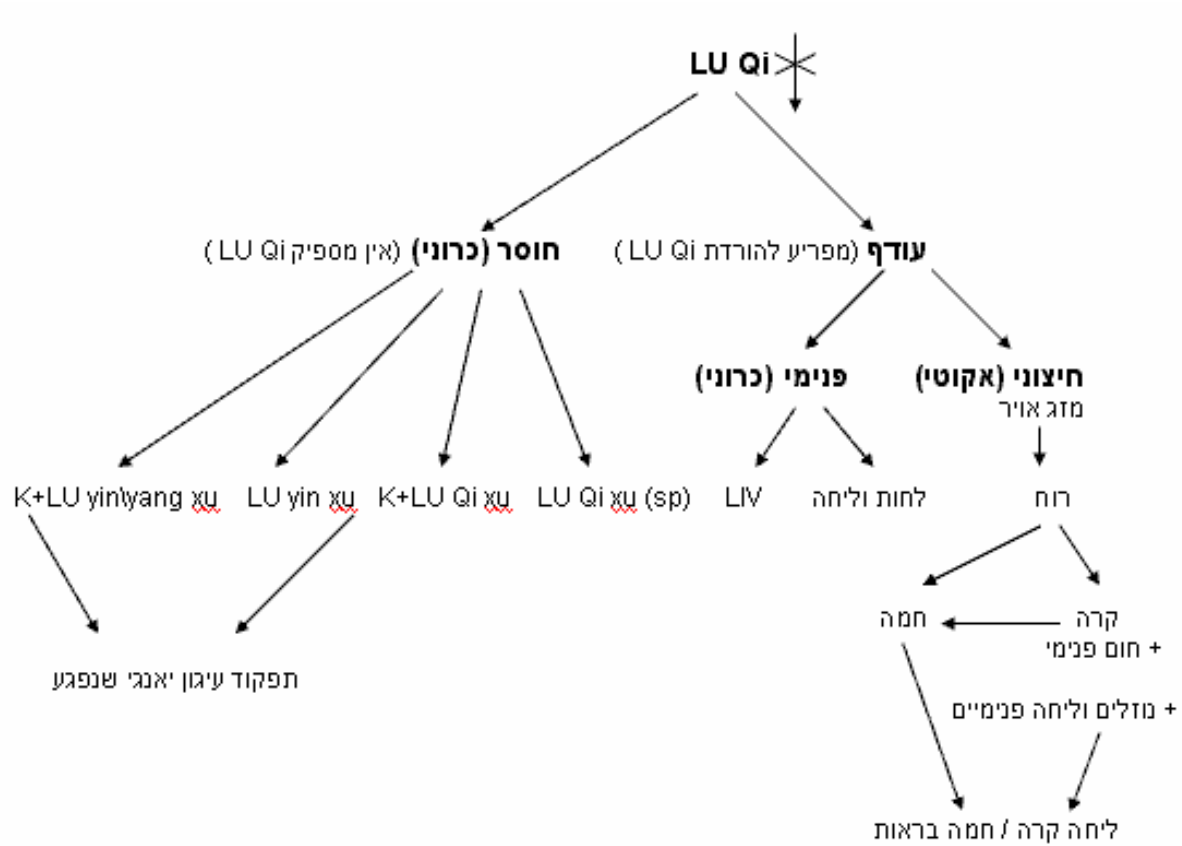 LU Qi
עודף (מפריע להורדת LU Qi )
חוסר (כרוני) (אין מספיק LU Qi )
חיצוני (אקוטי)
מזג אויר
פנימי (כרוני)
רוח
לחות וליחה
LIV
LU Qi xu (sp)
K+LU Qi xu
LU yin xu
K+LU yin\yang xu
קרה
+ חום פנימי
חמה
תפקוד עיגון יאנגי שנפגע
+ נוזלים וליחה פנימיים
ליחה קרה / חמה בראות